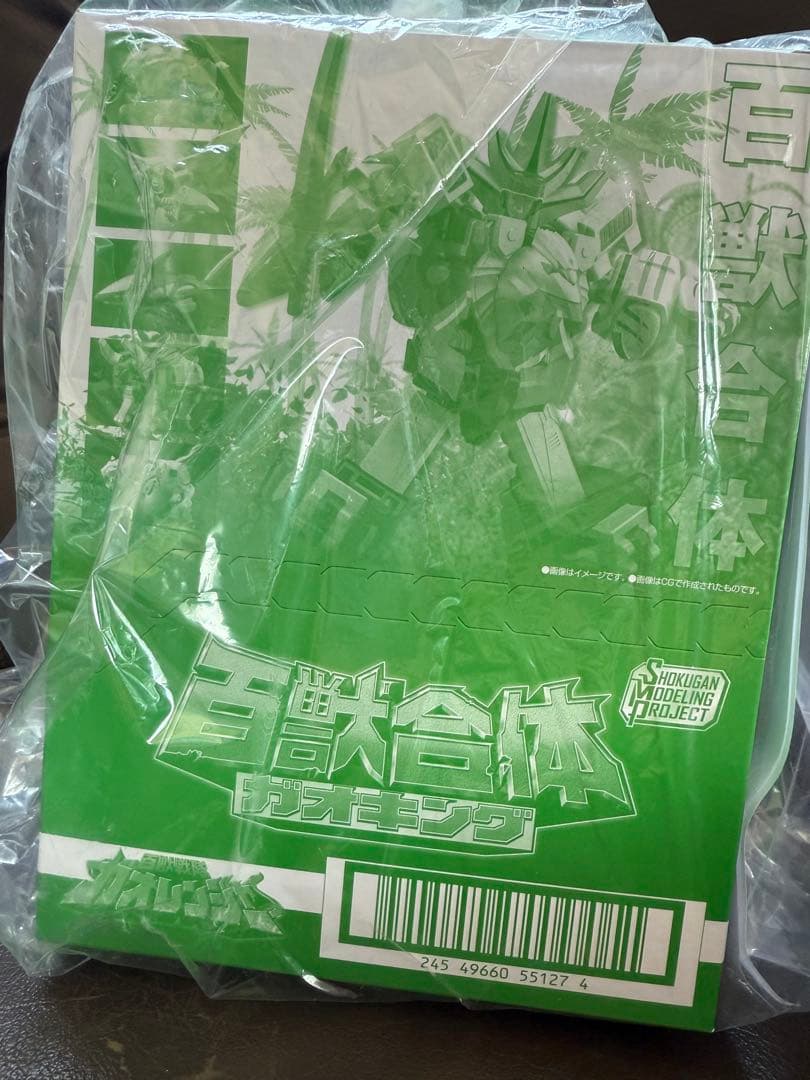 百獣合体
●画像はイメージです。●画像はCGで作成されたものです。
SHOKUGAN
MODELING
PROJECT
百獣合体
ガオキング
百獣戦隊
ガオレンジャー
245 49660 55127 4